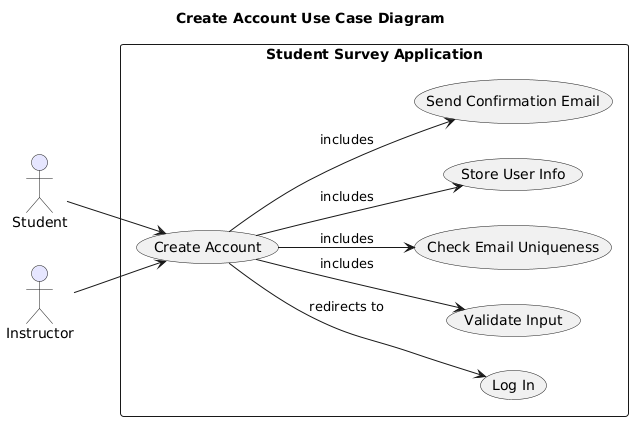 Create Account Use Case Diagram
Student Survey Application
Send Confirmation Email
includes
Student
Store User Info
includes
Create Account
includes
Check Email Uniqueness
includes
Instructor
redirects to
Validate Input
Log In